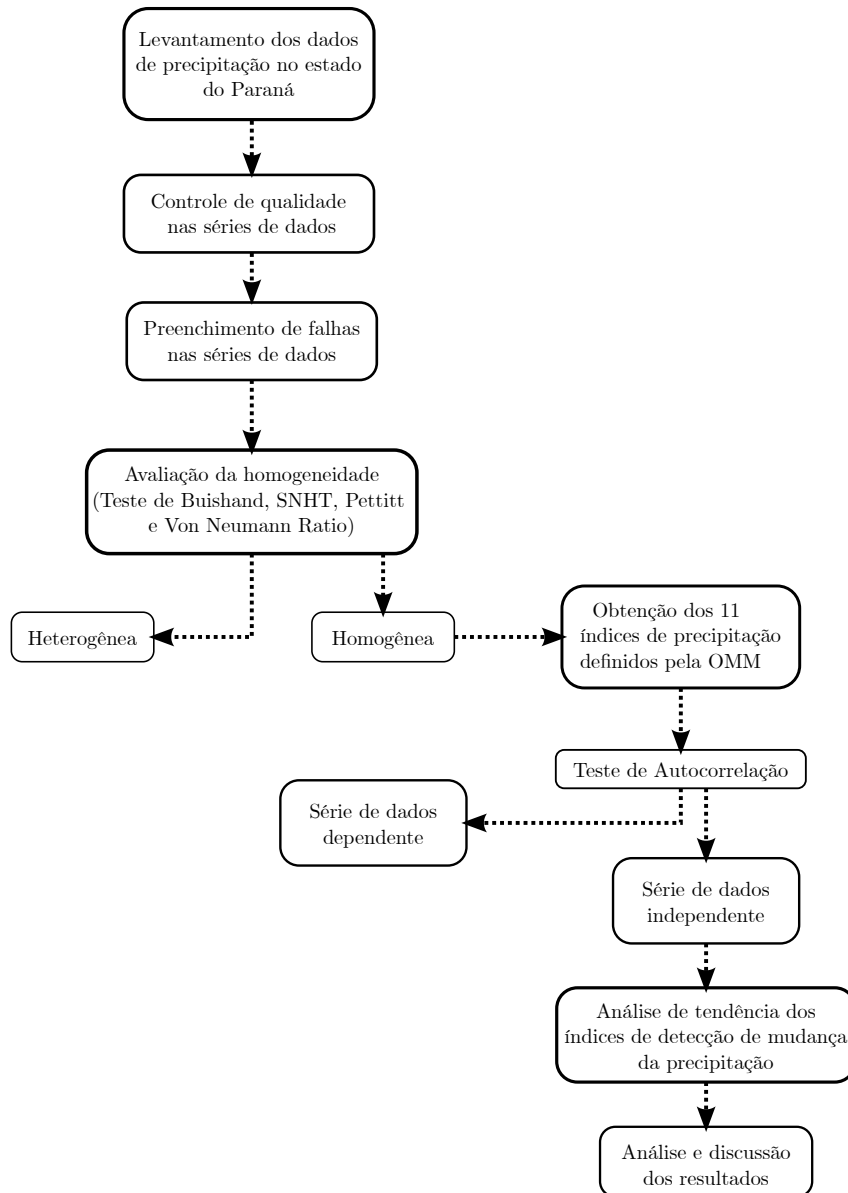 Levantamento dos dados
de precipitação no estado
do Paraná
Controle de qualidade
nas séries de dados
Preenchimento de falhas
nas séries de dados
Avaliação da homogeneidade
(Teste de Buishand, SNHT, Pettitt
e Von Neumann Ratio)
Heterogênea
Homogênea
Obtenção dos 11
índices de precipitação
definidos pela OMM
Teste de Autocorrelação
Série de dados
dependente
Série de dados
independente
Análise de tendência dos
índices de detecção de mudança
da precipitação
Análise e discussão
dos resultados